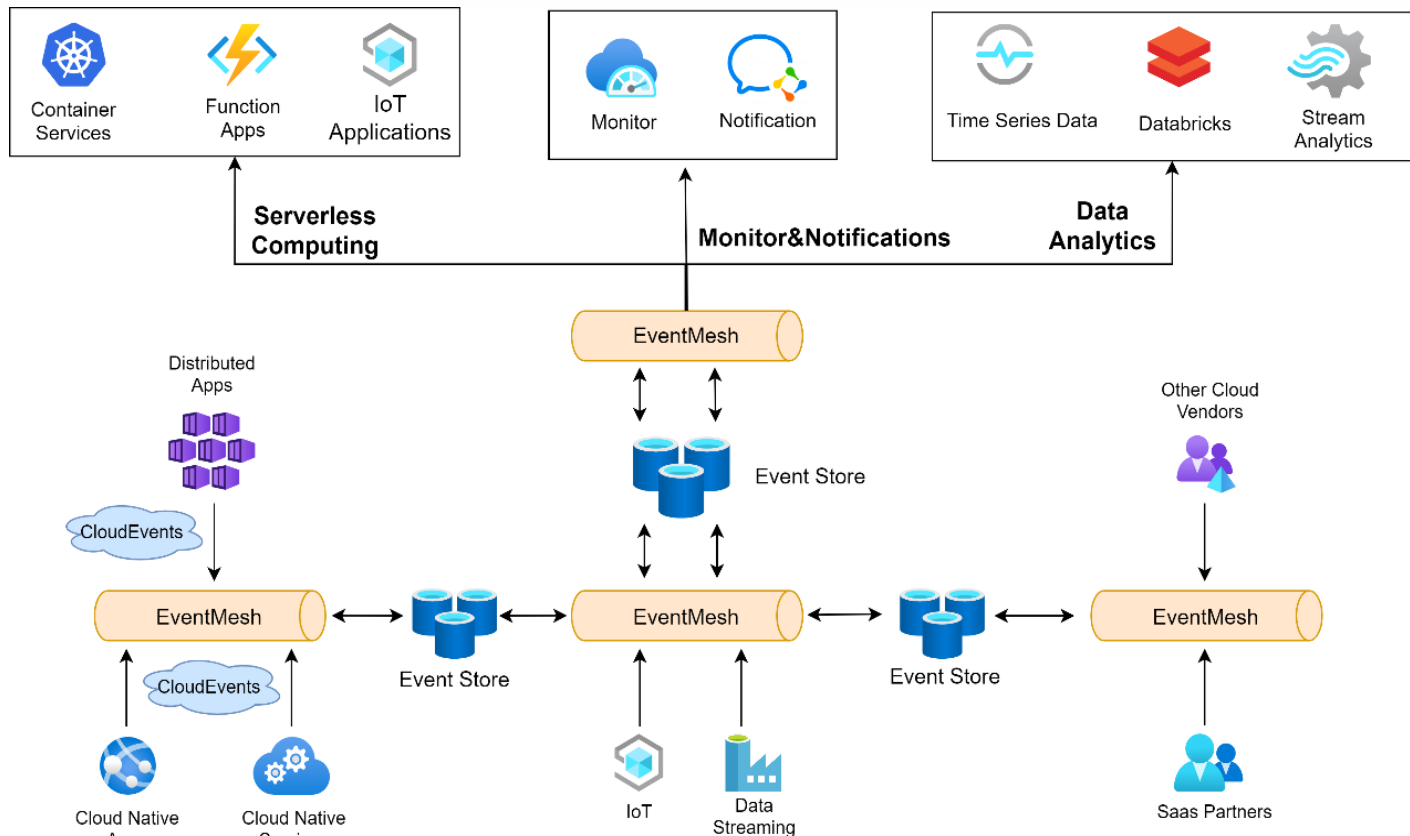 Container
Services
Function
Apps
IoT
Applications
Monitor
Notification
Time Series Data
Databricks
Stream
Analytics
Serverless
Computing
Monitor&Notifications
Data
Analytics
EventMesh
Distributed
Apps
Other Cloud
Vendors
Event Store
CloudEvents
EventMesh
EventMesh
EventMesh
CloudEvents
Event Store
Event Store
Cloud Native
Cloud Native
IoT
Data
Streaming
Saas Partners